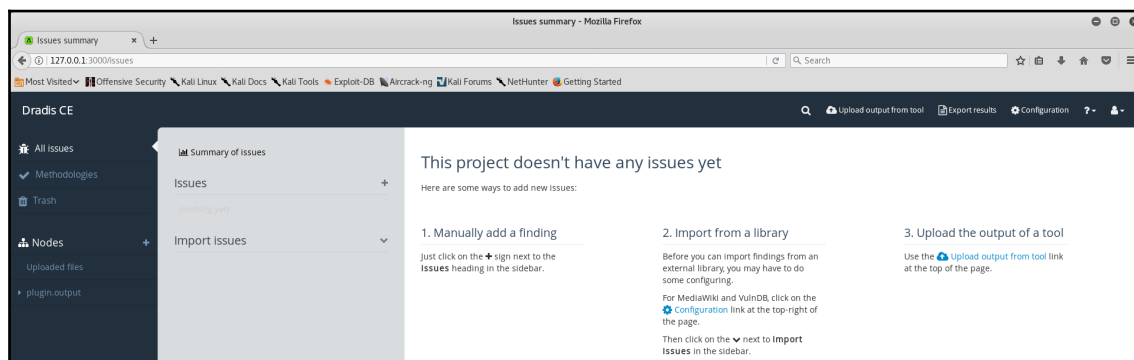 Issues summary - Mozilla Firefox
Issues summary × +
127.0.0.1:3000/issues
Search
Most Visited Offensive Security Kali Linux Kali Docs Kali Tools Exploit-DB Aircrack-ng Kali Forums NetHunter Getting Started
Dradis CE
Upload output from tool Export results Configuration ?
All issues
Methodologies
Trash
Nodes +
Uploaded files
plugin.output
Summary of issues
Issues +
(nothing yet)
Import issues
This project doesn't have any issues yet
Here are some ways to add new Issues:
1. Manually add a finding
Just click on the + sign next to the
Issues heading in the sidebar.
2. Import from a library
Before you can import findings from an
external library, you may have to do
some configuring.
For MediaWiki and VulnDB, click on the
Configuration link at the top-right of
the page.
Then click on the next to Import
Issues in the sidebar.
3. Upload the output of a tool
Use the Upload output from tool link
at the top of the page.